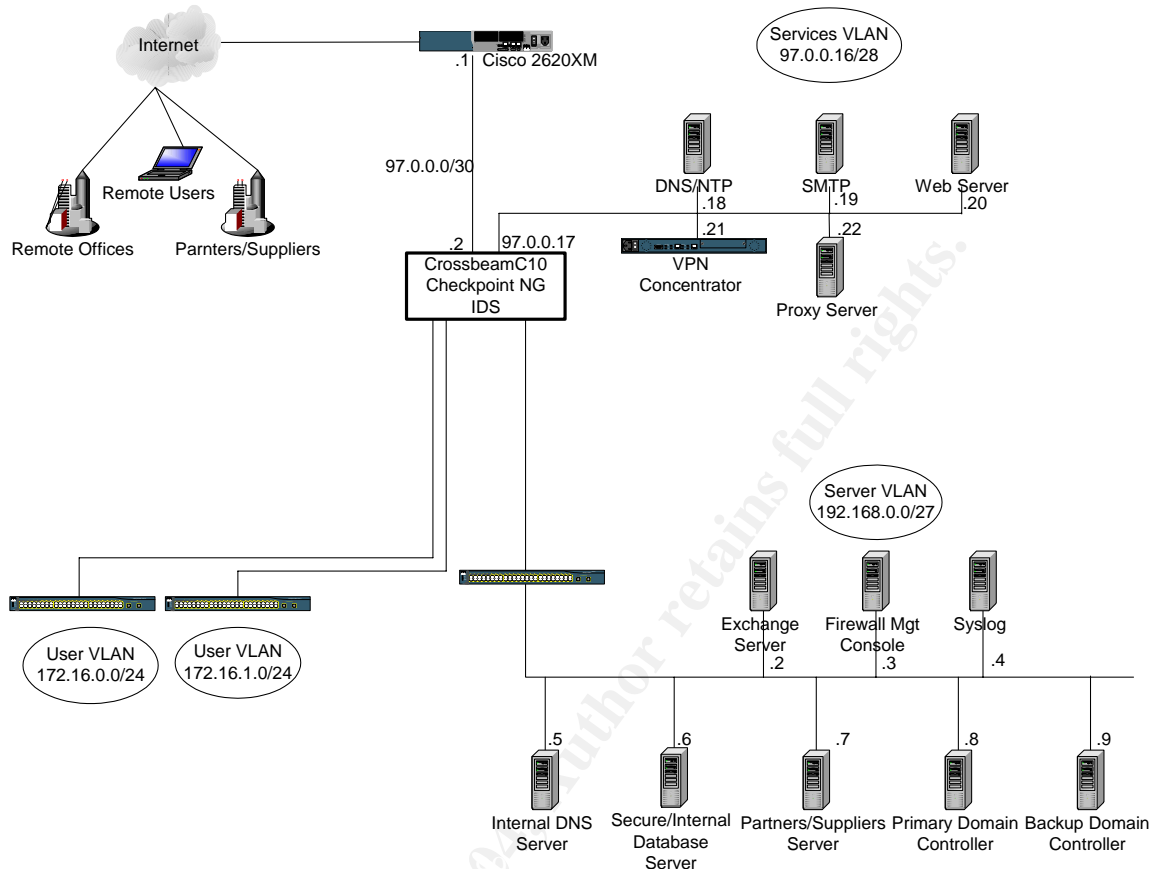 Internet
.1 Cisco 2620XM
Services VLAN
97.0.0.16/28
97.0.0.0/30
Remote Users
Remote Offices
Parnters/Suppliers
DNS/NTP
.18
SMTP
.19
Web Server
.20
.21
VPN
Concentrator
.22
Proxy Server
.2
97.0.0.17
CrossbeamC10
Checkpoint NG
IDS
User VLAN
172.16.0.0/24
User VLAN
172.16.1.0/24
Server VLAN
192.168.0.0/27
Exchange
Server
.2
Firewall Mgt
Console
.3
Syslog
.4
.5
Internal DNS
Server
.6
Secure/Internal
Database
Server
.7
Partners/Suppliers
Server
.8
Primary Domain
Controller
.9
Backup Domain
Controller
04, Author retains full rights.